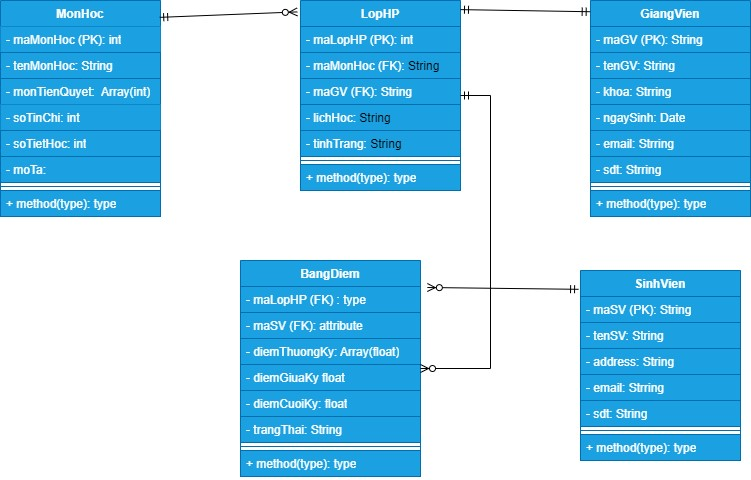 MonHoc
- maMonHoc (PK): int
- tenMonHoc: String
- monTienQuyet: Array(int)
- soTinChi: int
- soTietHoc: int
- moTa:
+ method(type): type
LopHP
- maLopHP (PK): int
- maMonHoc (FK): String
- maGV (FK): String
- lichHoc: String
- tinhTrang: String
+ method(type): type
GiangVien
- maGV (PK): String
- tenGV: String
- khoa: Strring
- ngaySinh: Date
- email: Strring
- sdt: Strring
+ method(type): type
BangDiem
- maLopHP (FK) : type
- maSV (FK): attribute
- diemThuongKy: Array(float)
- diemGiuaKy float
- diemCuoiKy: float
- trangThai: String
+ method(type): type
SinhVien
- maSV (PK): String
- tenSV: String
- address: String
- email: Strring
- sdt: String
+ method(type): type